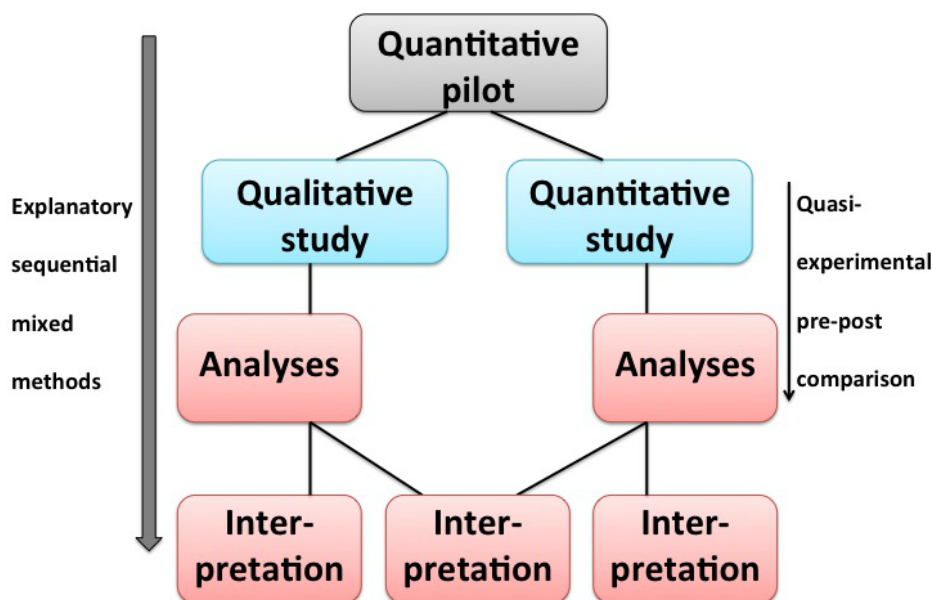 Quantitative
pilot
Qualitative
study
Quantitative
study
Explanatory
sequential
mixed
methods
Quasi-
experimental
pre-post
comparison
Analyses
Analyses
Inter-
pretation
Inter-
pretation
Inter-
pretation